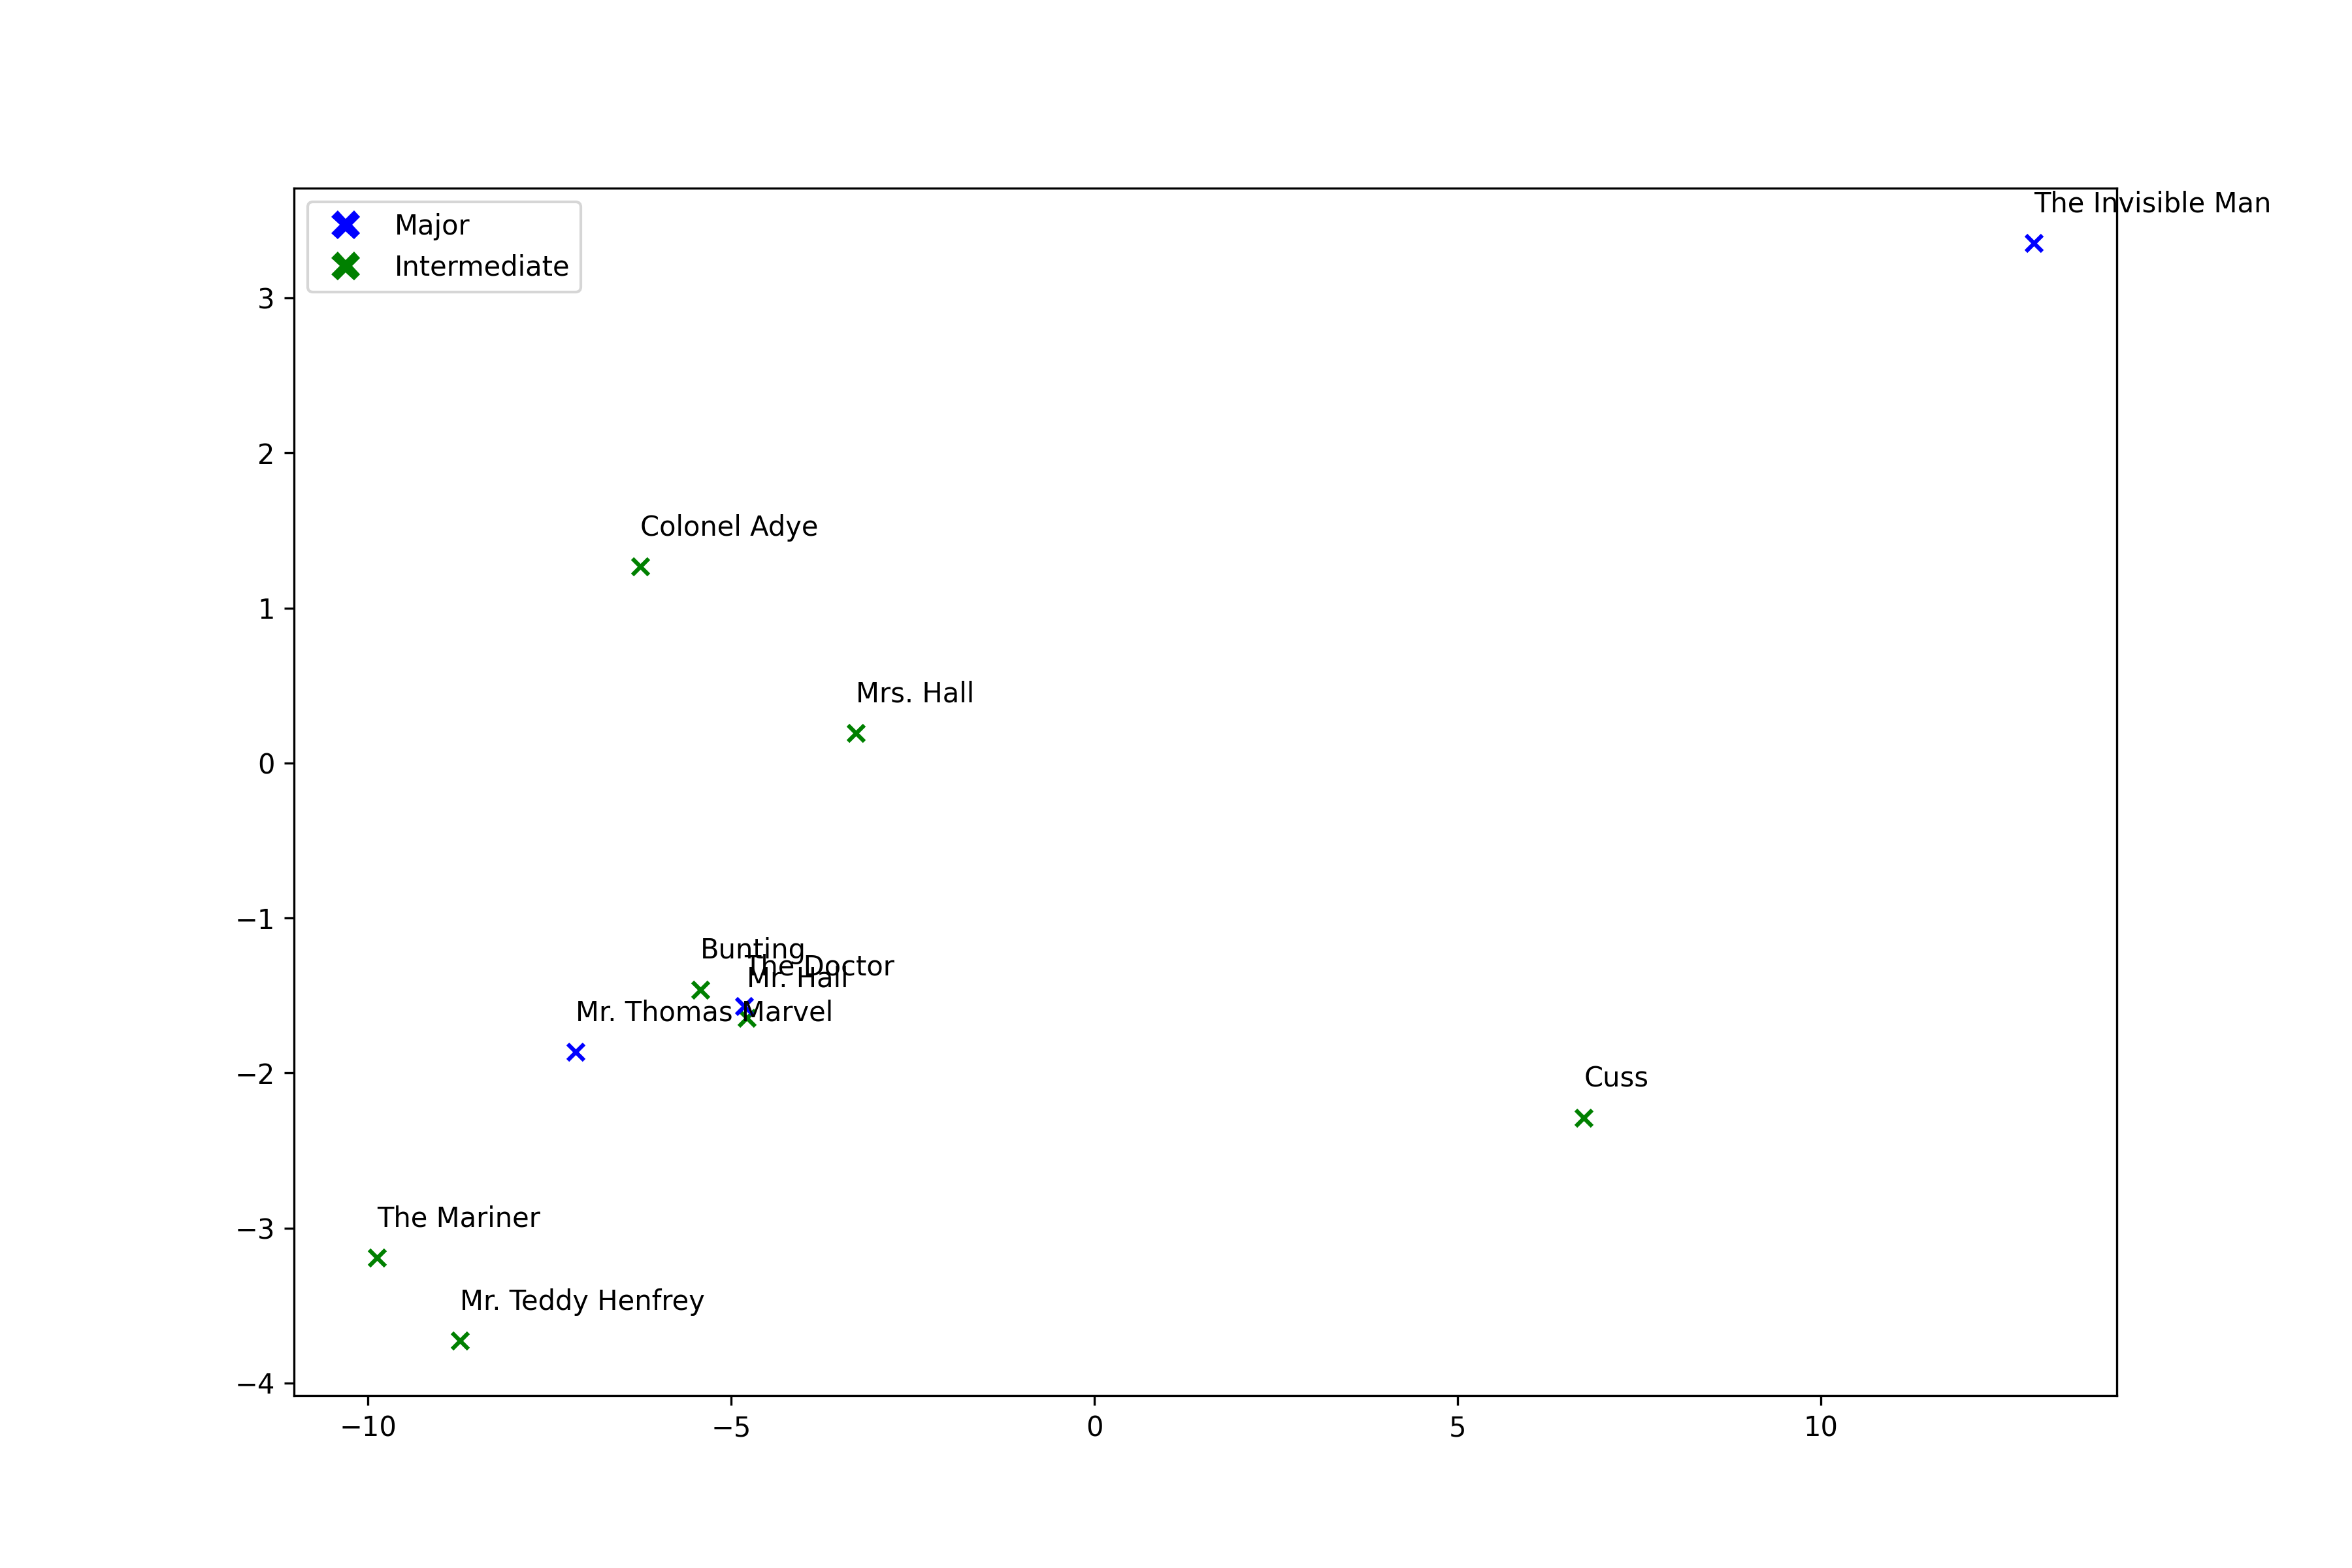 The Invisible Man
Major
Intermediate
3
2
Colonel Adye
1
Mrs. Hall
0
−1
Bunting
The Doctor
Mr. Hall
Mr. Thomas Marvel
−2
Cuss
−3
The Mariner
Mr. Teddy Henfrey
−4
−10 −5 0 5 10